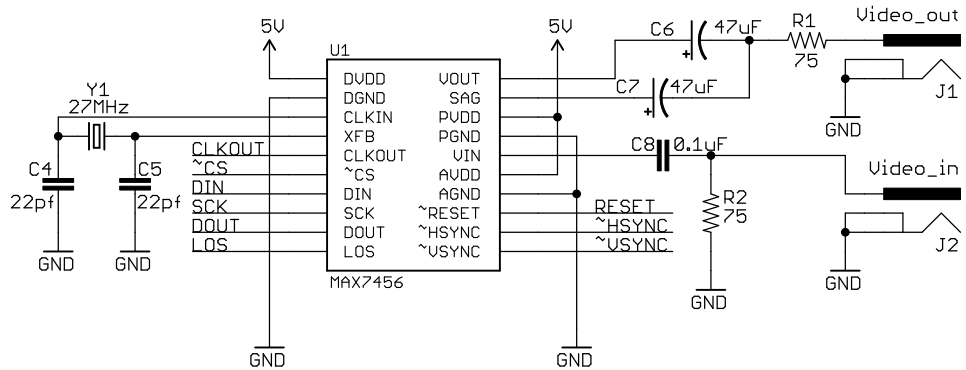 5V
U1
Y1
27MHz
C4
22pf
C5
22pf
GND
GND
CLKOUT
~CS
DIN
SCK
DOUT
LOS
DVDD
DGND
CLKIN
XFB
CLKOUT
~CS
DIN
SCK
DOUT
LOS
VOUT
SAG
PVDD
PGND
VIN
AVDD
AGND
~RESET
~HSYNC
~VSYNC
MAX7456
GND
5V
C6
47uF
+
C7
47uF
+
R1
75
Video_out
J1
GND
C8
0.1uF
Video_in
R2
75
J2
GND
GND
RESET
~HSYNC
~VSYNC
GND